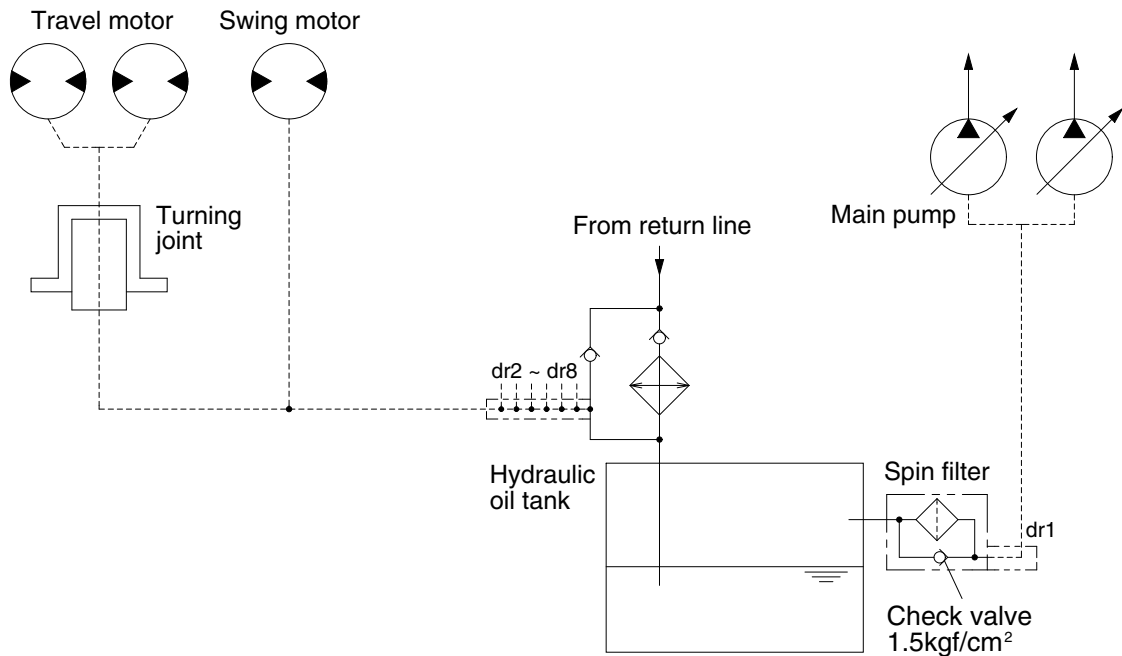 Travel motor
Swing motor
Turning
joint
From return line
Main pump
dr2 ~ dr8
Hydraulic
oil tank
Spin filter
dr1
Check valve
1.5kgf/cm²